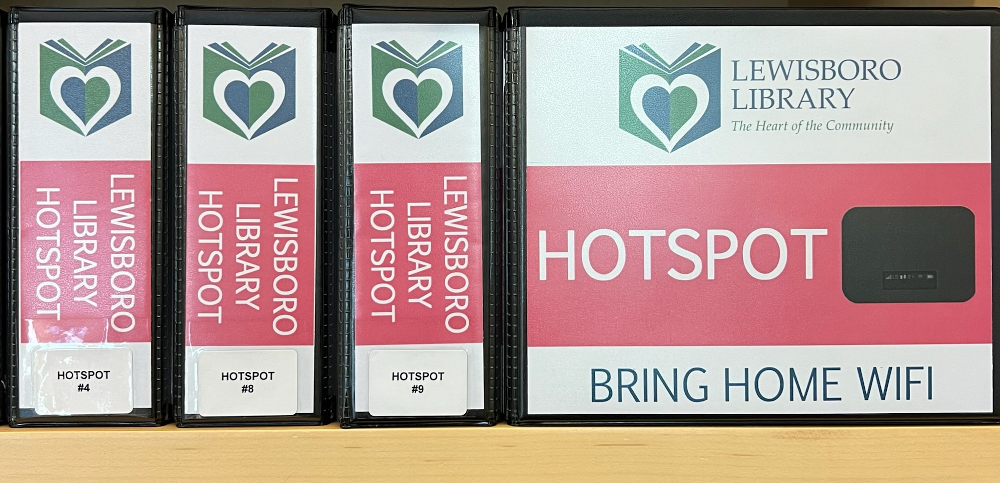 LEWISBORO
LIBRARY
HOTSPOT
HOTSPOT
#4
LEWISBORO
LIBRARY
HOTSPOT
HOTSPOT
#8
LEWISBORO
LIBRARY
HOTSPOT
HOTSPOT
#9
LEWISBORO
LIBRARY
The Heart of the Community
HOTSPOT
LTE
BRING HOME WIFI